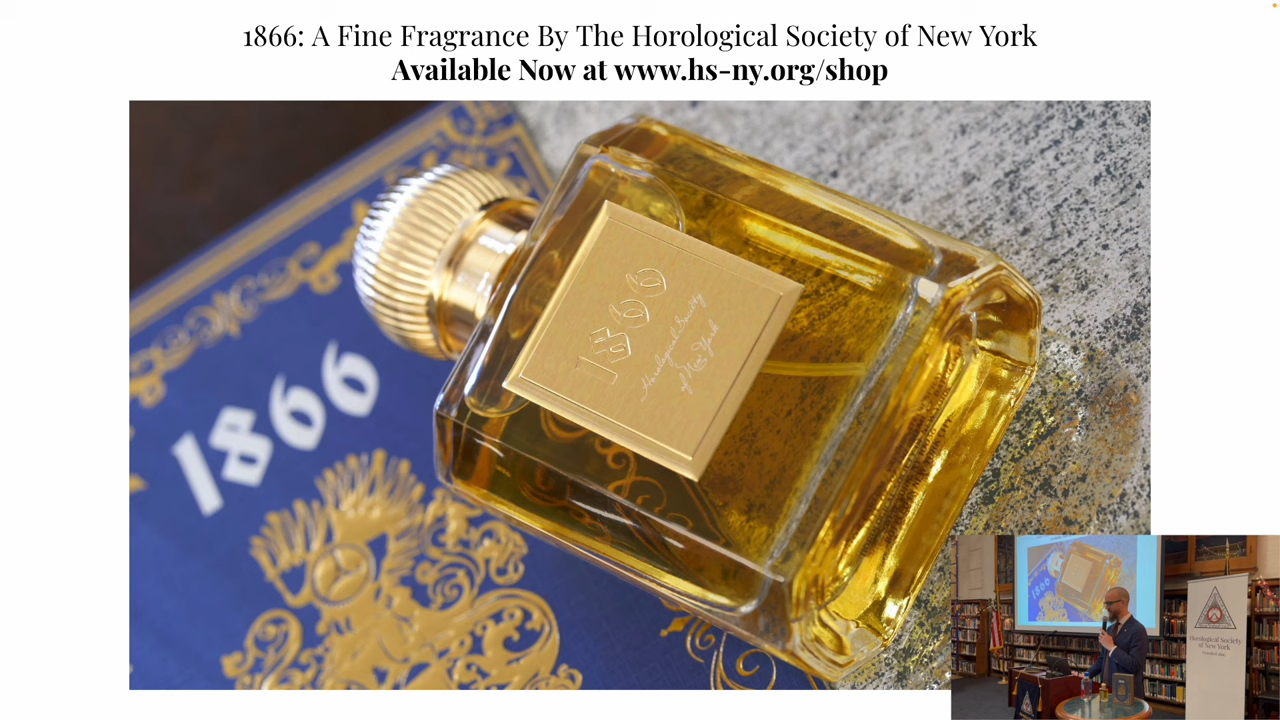 1866: A Fine Fragrance By The Horological Society of New York
Available Now at www.hs-ny.org/shop
1866
Horological Society
of New York
1866
1866
Horological Society
of New York